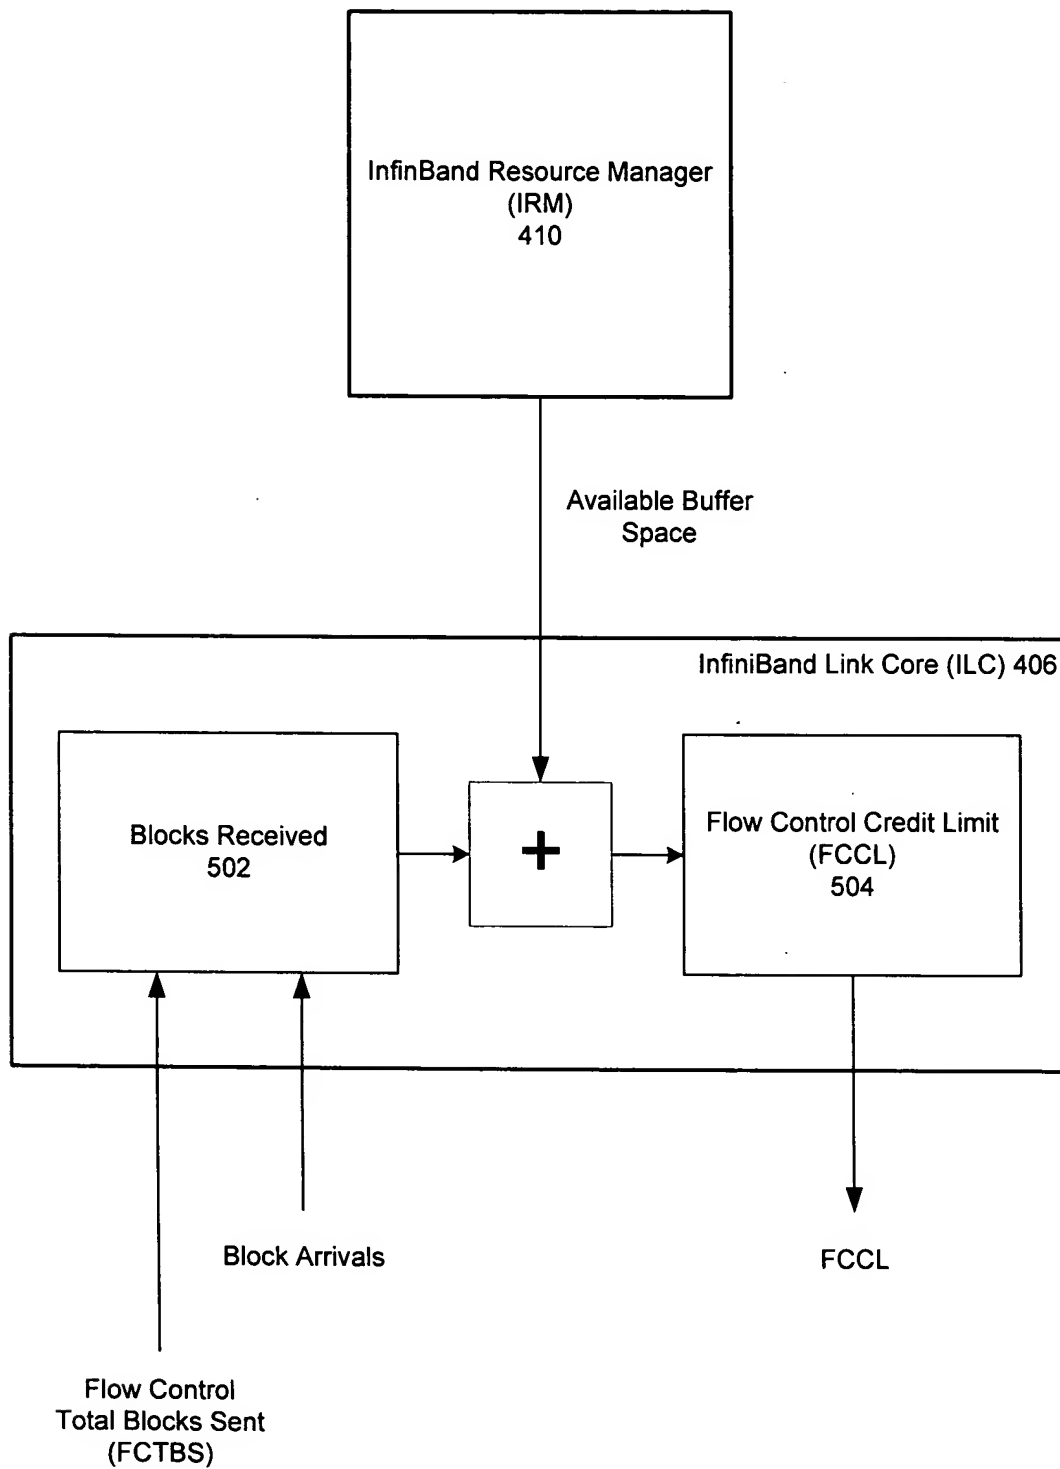 InfinBand Resource Manager
(IRM)
410
Available Buffer
Space
InfiniBand Link Core (ILC) 406
Blocks Received
502
+
Flow Control Credit Limit
(FCCL)
504
Block Arrivals
FCCL
Flow Control
Total Blocks Sent
(FCTBS)